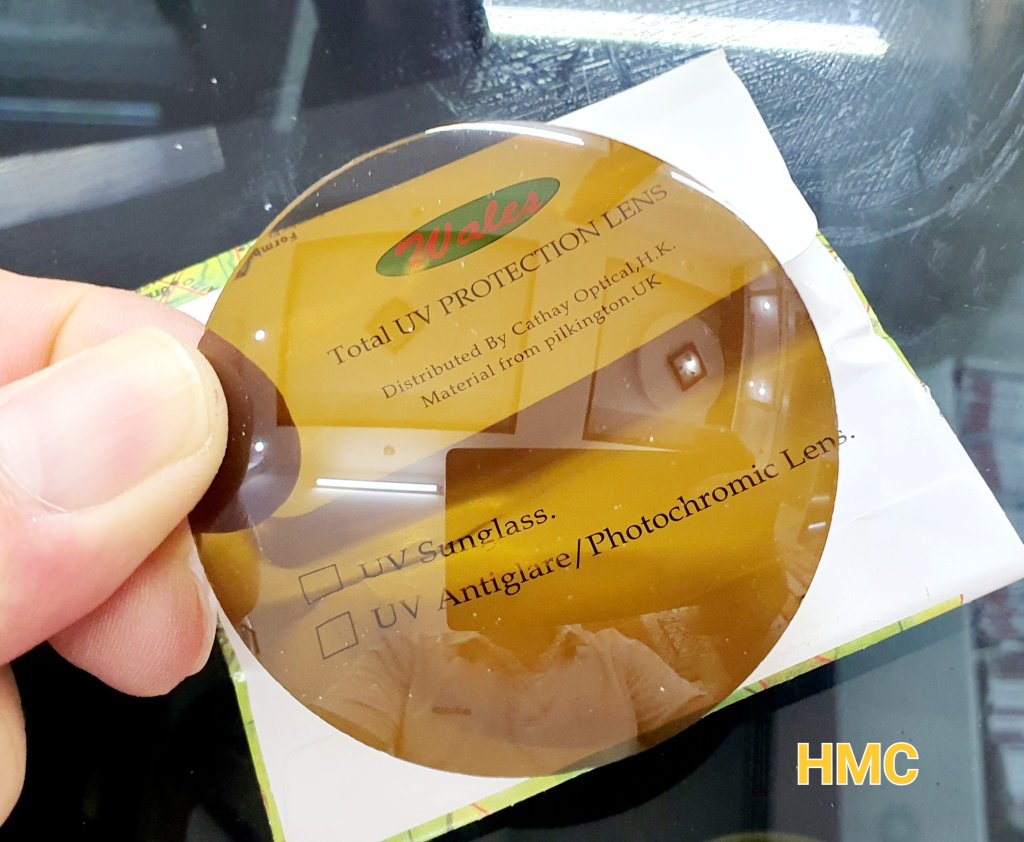 Wales
Total UV PROTECTION LENS
Distributed By Cathay Optical,H.K.
Material from pilkington.UK
UV Sunglass.
UV Antiglare/Photochromic Lens.
HMC